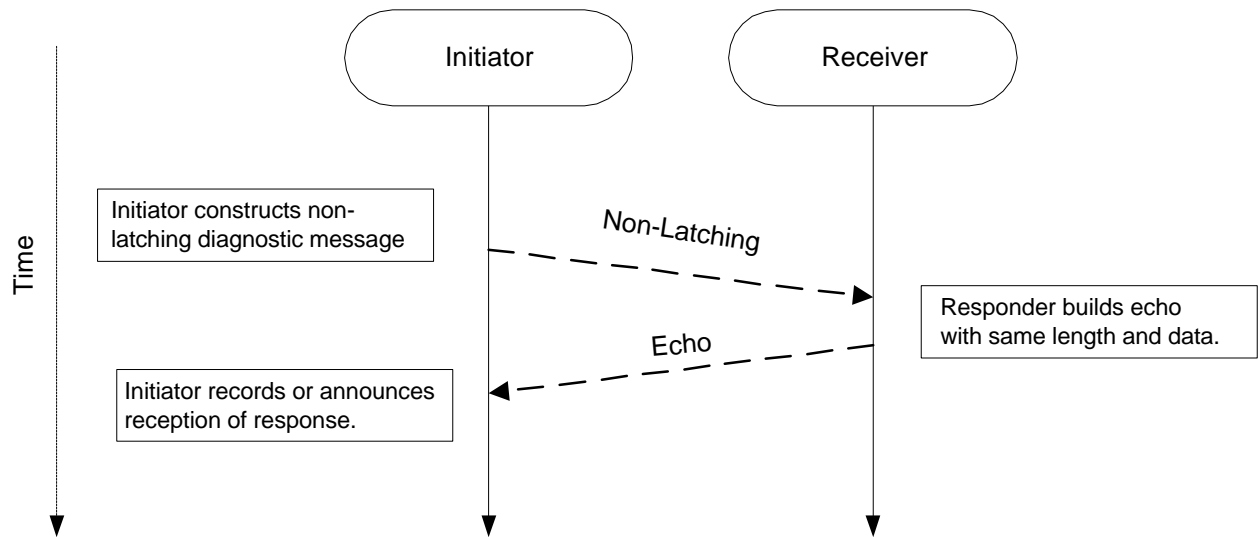 Initiator
Receiver
Time
Initiator constructs non-
latching diagnostic message
Non-Latching
Responder builds echo
with same length and data.
Echo
Initiator records or announces
reception of response.